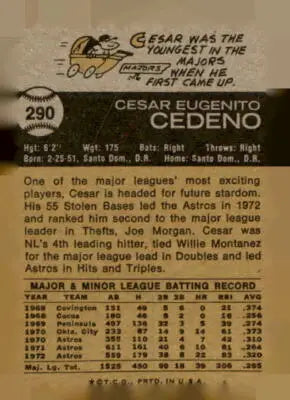 CESAR WAS THE
YOUNGEST IN THE
MAJORS
WHEN HE
FIRST CAME UP.
MAJORS
290
CESAR EUGENITO
CEDENO
Hgt: 6'2" Wgt: 175 Bats: Right Throws: Right
Born: 2-25-51, Santo Dom., D.R. Home: Santo Dom., D.R.
One of the major leagues' most exciting
players, Cesar is headed for future stardom.
His 55 Stolen Bases led the Astros in 1972
and ranked him second to the major league
leader in Thefts, Joe Morgan. Cesar was
NL's 4th leading hitter, tied Willie Montanez
for the major league lead in Doubles and led
Astros in Hits and Triples.
MAJOR & MINOR LEAGUE BATTING RECORD
YEAR TEAM AB H 2B 3B HR RBI AVG
1968 Covington 131 49 5 6 0 21 .374
1968 Cocoa 180 46 5 2 0 18 .256
1969 Peninsula 497 136 32 3 5 39 .274
1970 Okla. City 233 87 14 9 14 61 .373
1970 Astros 355 110 21 4 7 42 .310
1971 Astros 611 161 40 6 10 81 .264
1972 Astros 559 179 39 8 22 82 .320
Maj. Lg. Tot. 1525 450 18 39 .295
©T.C.G., PRTD. IN U.S.A.